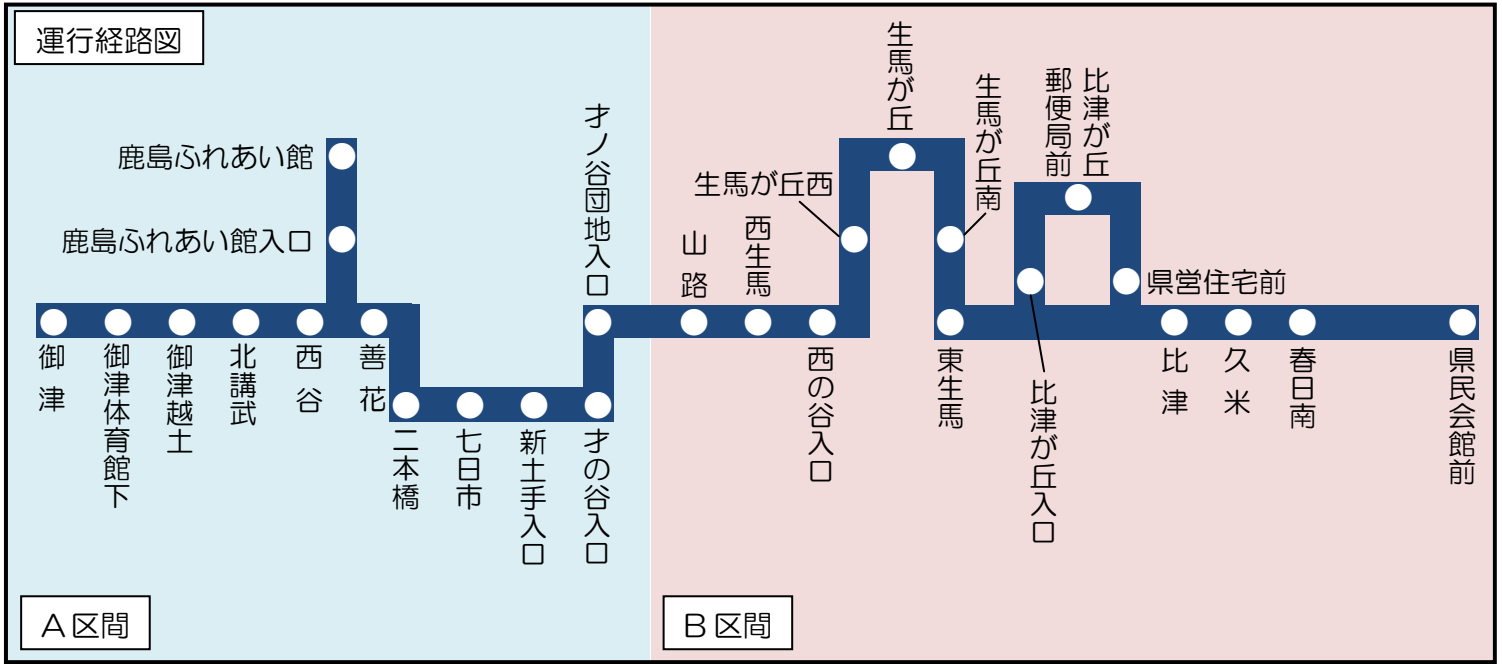 運行経路図
鹿島ふれあい館
鹿島ふれあい館入口
御津
御津体育館下
御津越土
北講武
西谷
善花
二本橋
七日市
新土手入口
才の谷入口
才ノ谷団地入口
山路
西生馬
西の谷入口
生馬が丘西
生馬が丘
生馬が丘南
東生馬
比津が丘入口
比津が丘
郵便局前
県営住宅前
比津
久米
春日南
県民会館前
A区間
B区間